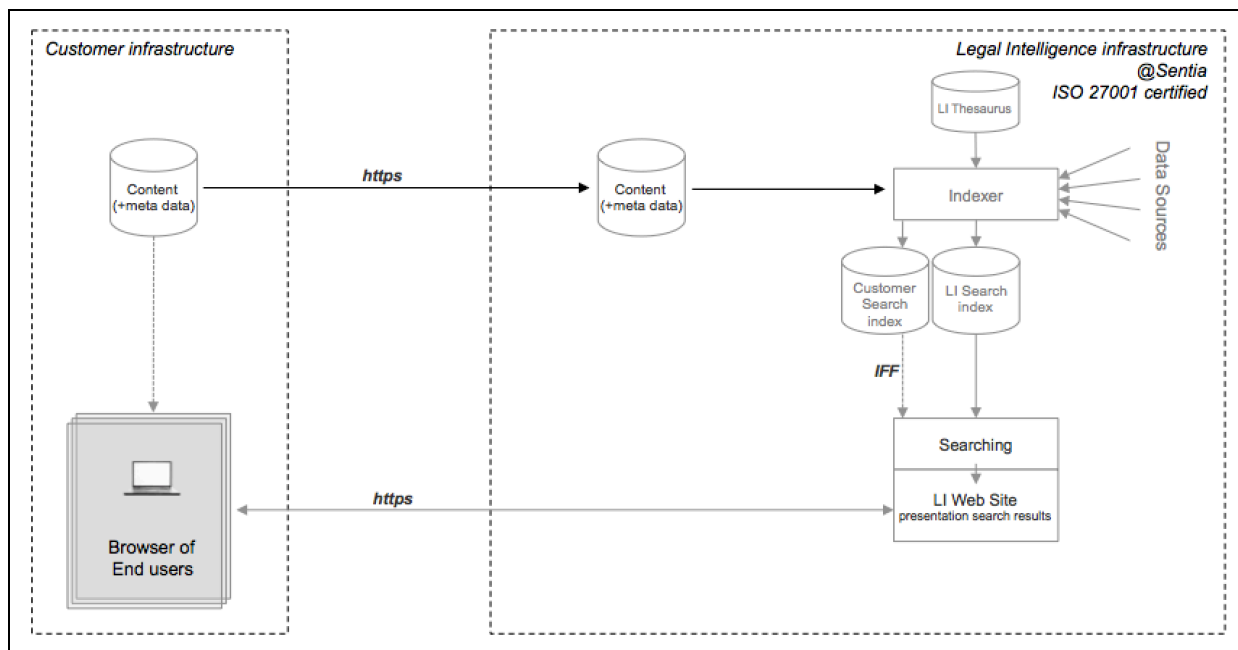 Customer infrastructure
Legal Intelligence infrastructure
@Sentia
ISO 27001 certified
LI Thesaurus
Content
(+meta data)
https
Content
(+meta data)
Indexer
Data Sources
Customer
Search
index
LI Search
index
IFF
Searching
https
LI Web Site
presentation search results
Browser of
End users